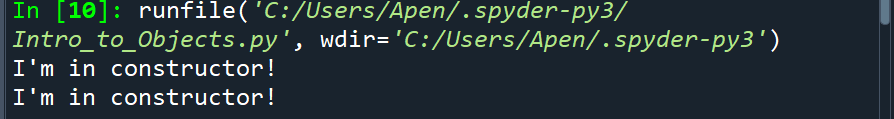 In [10]: runfile('C:/Users/Apen/.spyder-py3/
Intro_to_Objects.py', wdir='C:/Users/Apen/.spyder-py3')
I'm in constructor!
I'm in constructor!